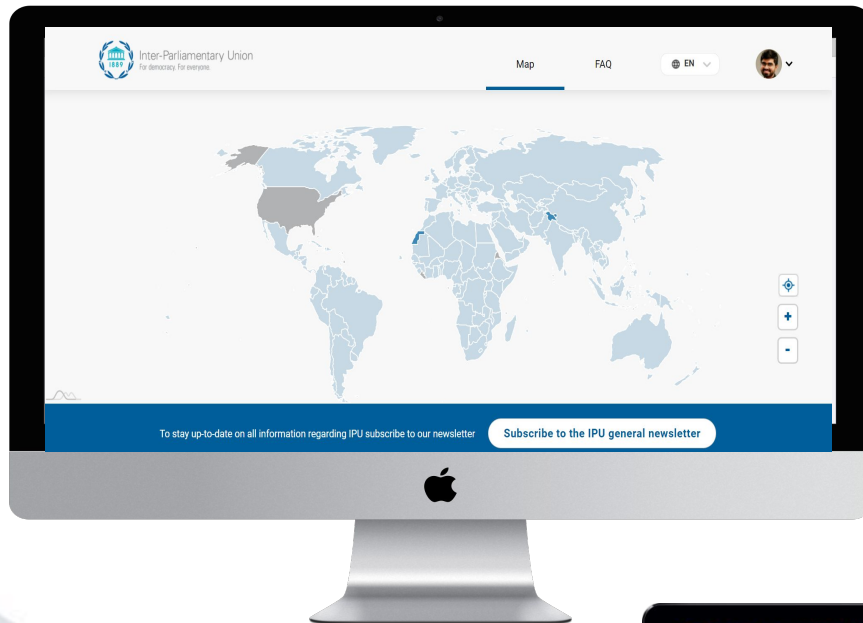 Inter-Parliamentary Union
For democracy. For everyone.
1889
Map
FAQ
EN
+
-
To stay up-to-date on all information regarding IPU subscribe to our newsletter
Subscribe to the IPU general newsletter